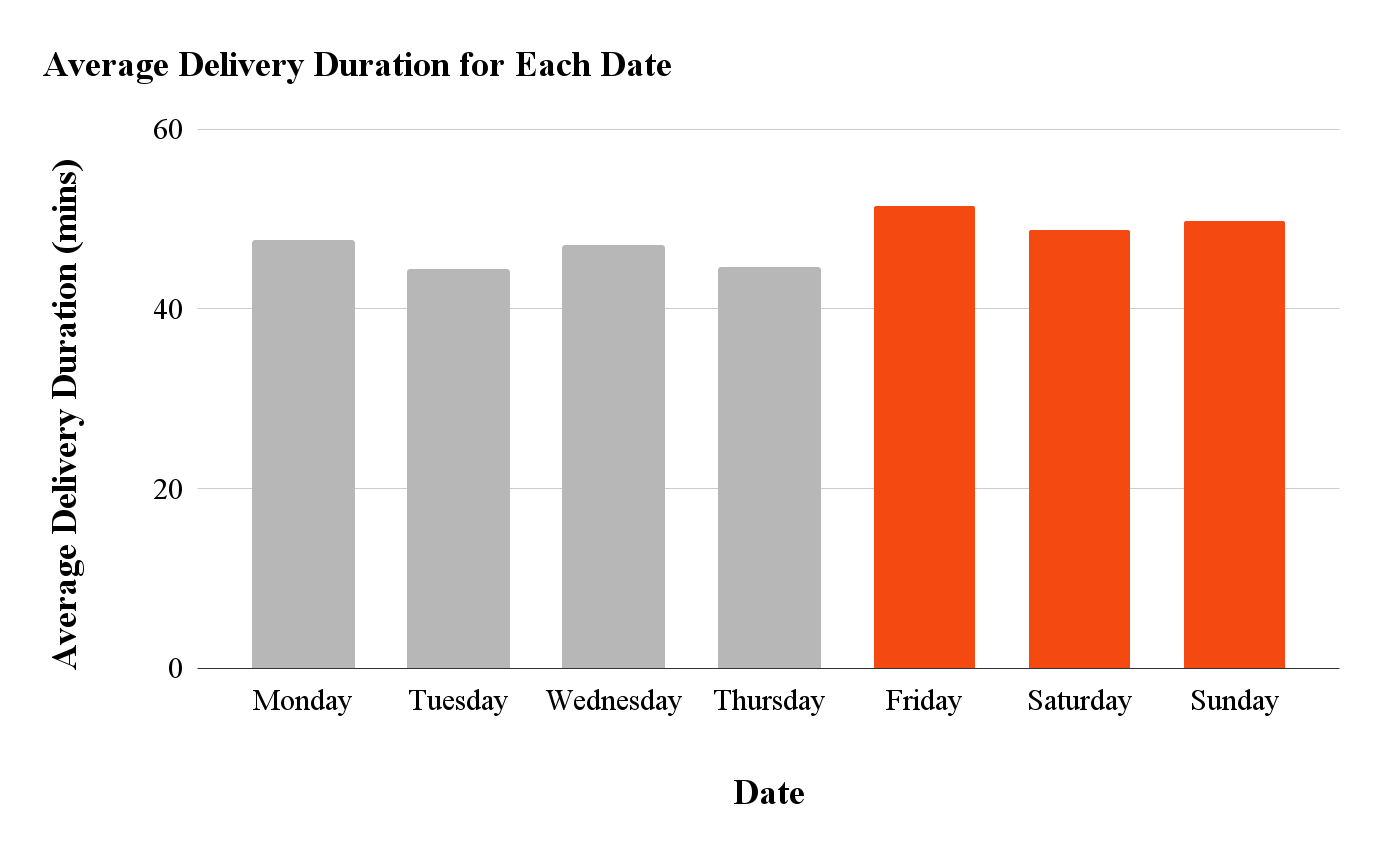 Average Delivery Duration for Each Date
Average Delivery Duration (mins)
60
40
20
0
Monday Tuesday Wednesday Thursday Friday Saturday Sunday
Date